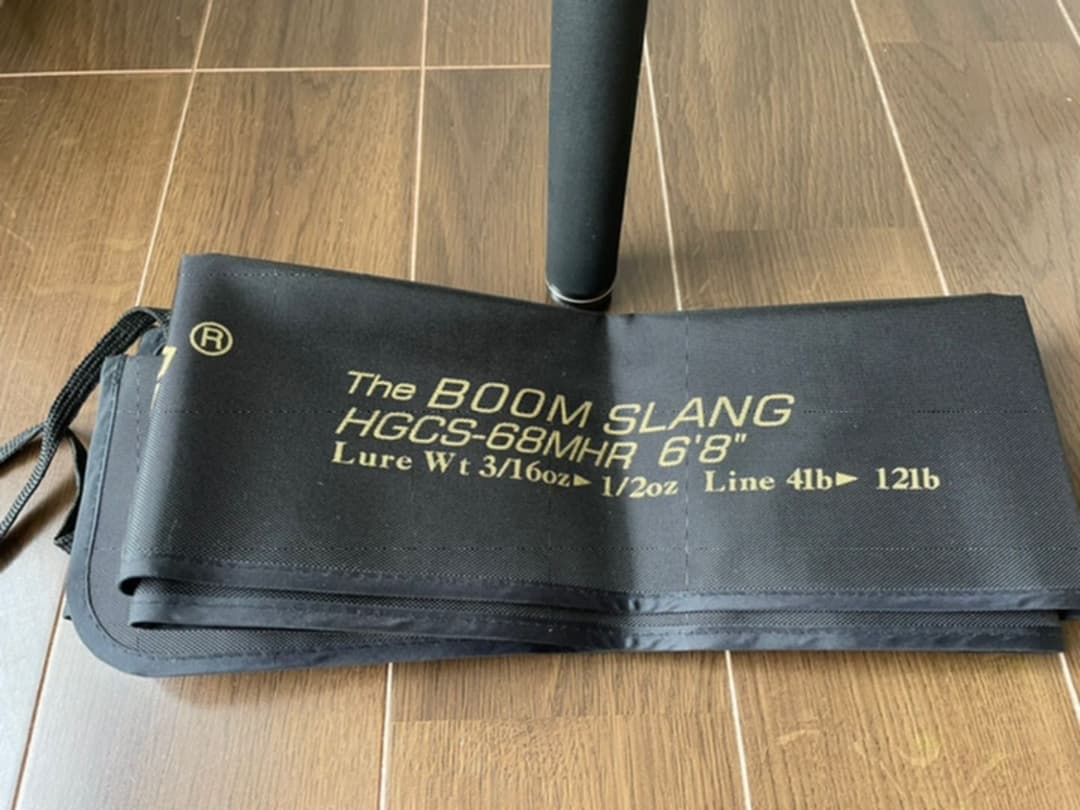 ®
The BOOM SLANG
HGCS-68MHR 6'8"
Lure Wt 3/16oz► 1/2oz Line 4lb► 12lb